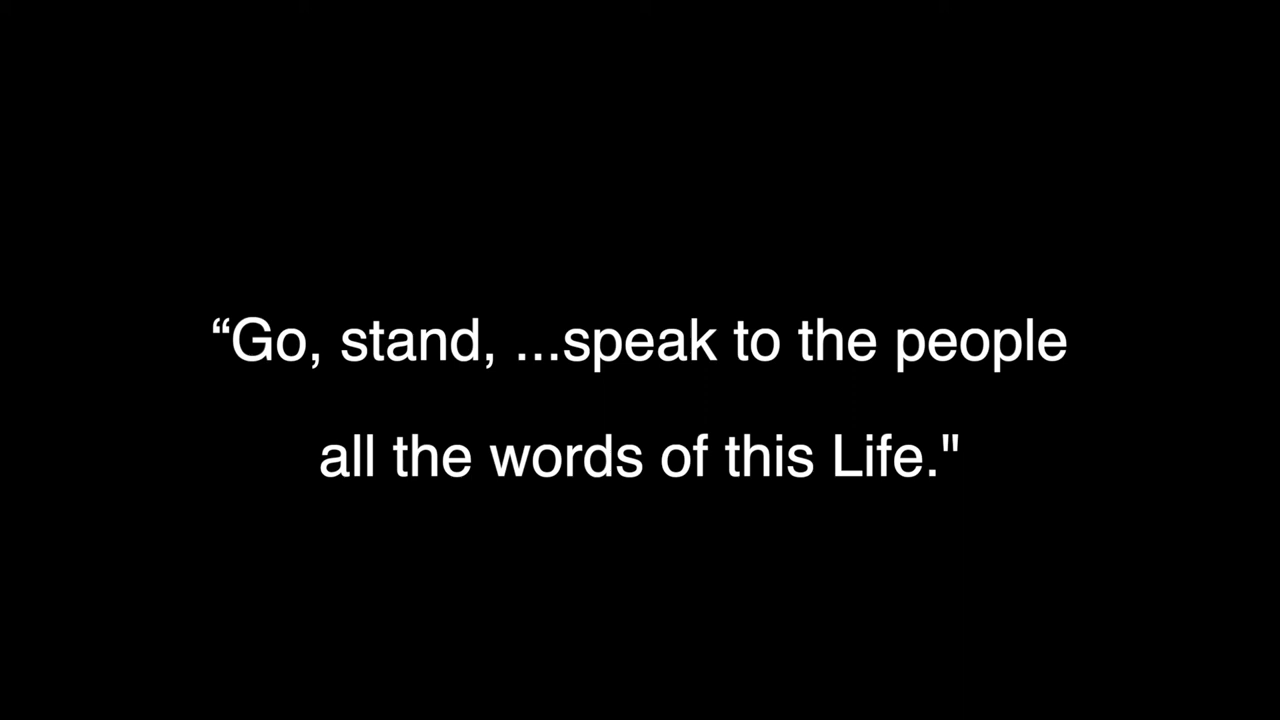 “Go, stand, ...speak to the people
all the words of this Life."